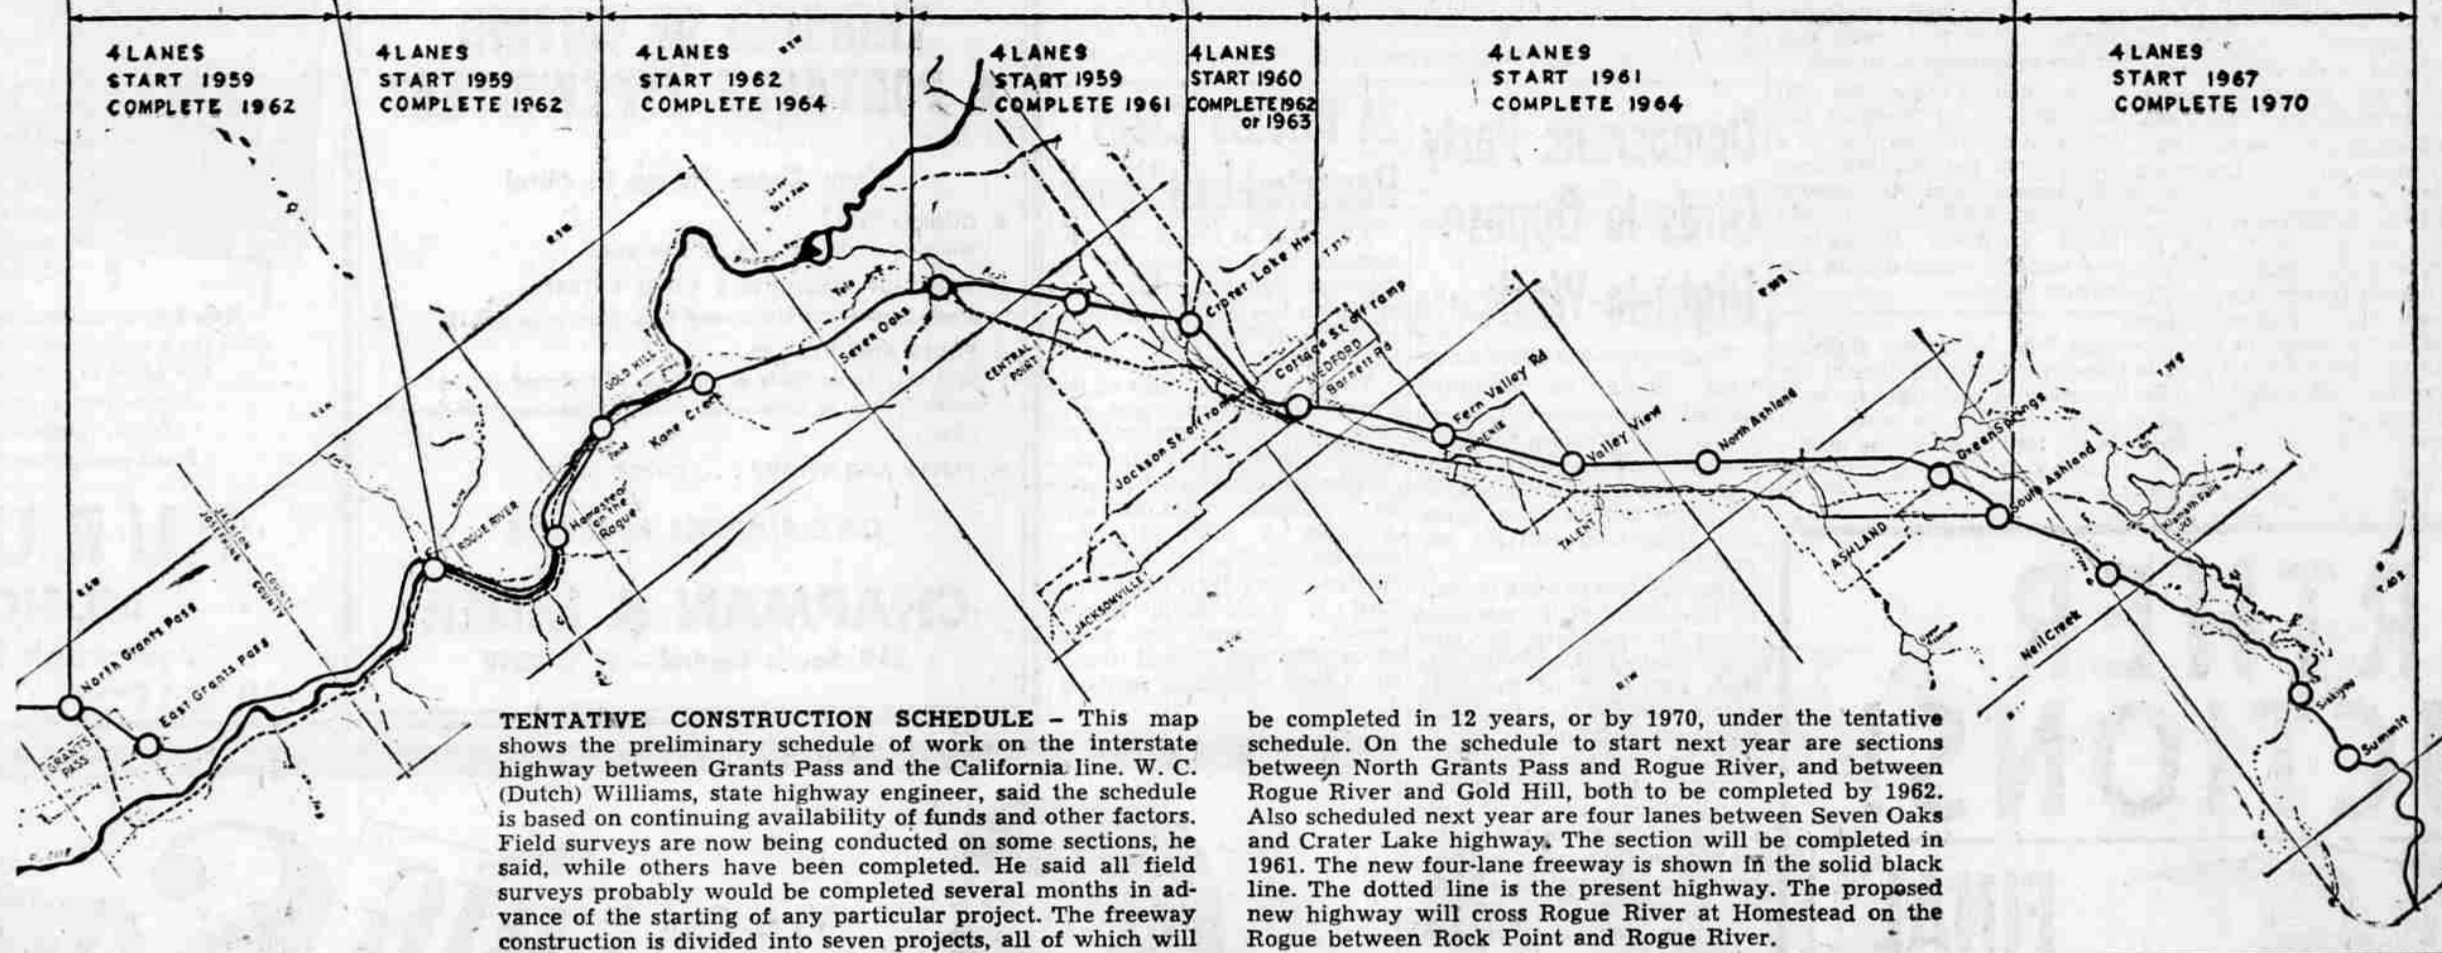 4 LANES
START 1959
COMPLETE 1962
4 LANES
START 1959
COMPLETE 1962
4 LANES
START 1962
COMPLETE 1964
4 LANES
START 1959
COMPLETE 1961
4 LANES
START 1960
COMPLETE 1962
or 1963
4 LANES
START 1961
COMPLETE 1964
4 LANES
START 1967
COMPLETE 1970
North Grants Pass
East Grants Pass
GRANTS
PASS
JACKSON COUNTY
JOSEPHINE COUNTY
ROGUE RIVER
Homestead
on the
Rogue
GOLD HILL
Kane Creek
Tolo
Seven Oaks
CENTRAL
POINT
Crater Lake Hwy
Jackson St. off ramp
Cottage St. off ramp
MEDFORD
Barnett Rd
JACKSONVILLE
Fern Valley Rd
PHOENIX
Valley View
TALENT
North Ashland
ASHLAND
Green Springs
South Ashland
Klamath Falls
Neil Creek
Siskiyou
Summit
R 1 W
TENTATIVE CONSTRUCTION SCHEDULE – This map
shows the preliminary schedule of work on the interstate
highway between Grants Pass and the California line. W. C.
(Dutch) Williams, state highway engineer, said the schedule
is based on continuing availability of funds and other factors.
Field surveys are now being conducted on some sections, he
said, while others have been completed. He said all field
surveys probably would be completed several months in ad-
vance of the starting of any particular project. The freeway
construction is divided into seven projects, all of which will
be completed in 12 years, or by 1970, under the tentative
schedule. On the schedule to start next year are sections
between North Grants Pass and Rogue River, and between
Rogue River and Gold Hill, both to be completed by 1962.
Also scheduled next year are four lanes between Seven Oaks
and Crater Lake highway. The section will be completed in
1961. The new four-lane freeway is shown in the solid black
line. The dotted line is the present highway. The proposed
new highway will cross Rogue River at Homestead on the
Rogue between Rock Point and Rogue River.